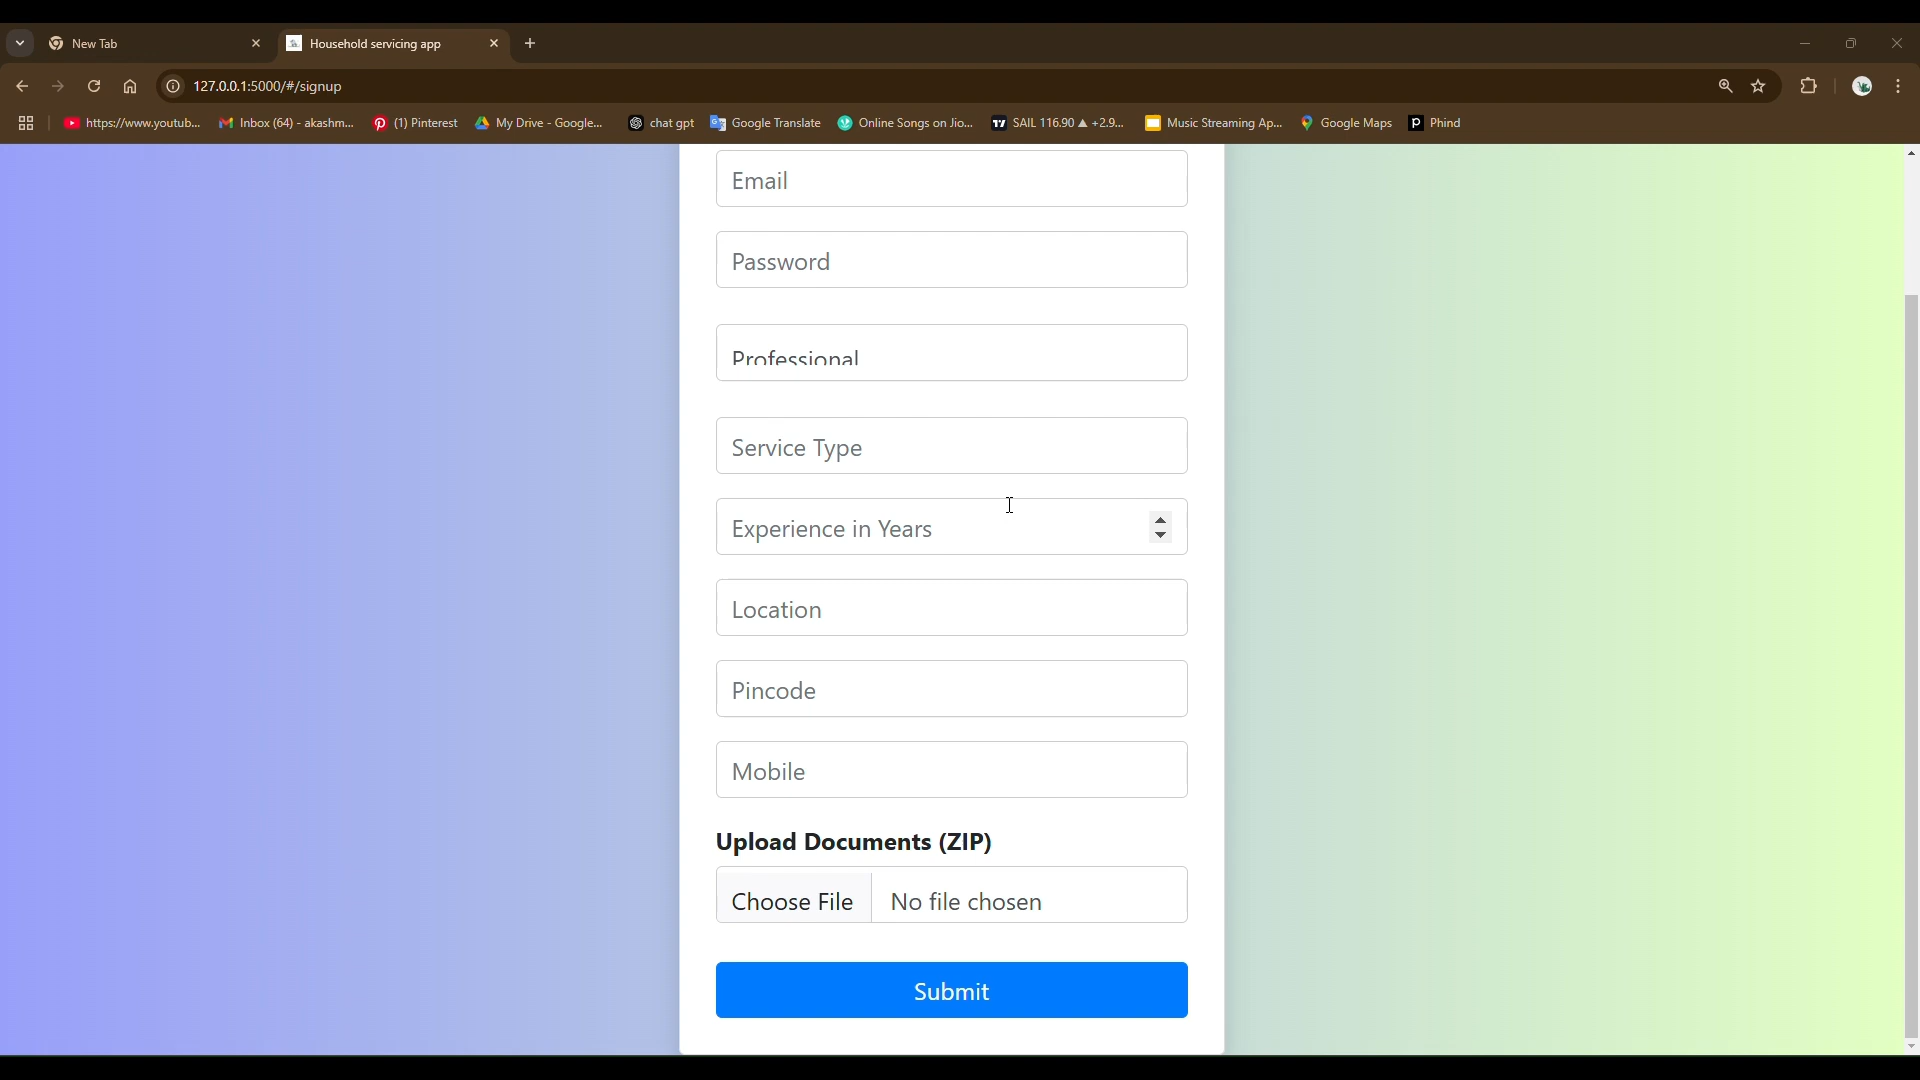 New Tab
Household servicing app
127.0.0.1:5000/#/signup
https://www.youtub...
Inbox (64) - akashm...
(1) Pinterest
My Drive - Google...
chat gpt
Google Translate
Online Songs on Jio...
SAIL 116.90 ▲ +2.9...
Music Streaming Ap...
Google Maps
Phind
Email
Password
Professional
Service Type
Experience in Years
Location
Pincode
Mobile
Upload Documents (ZIP)
Choose File No file chosen
Submit